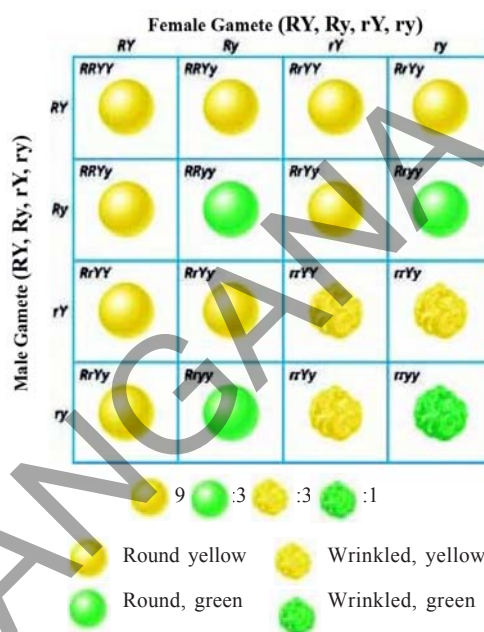 Female Gamete (RY, Ry, rY, ry)
RY Ry rY ry
Male Gamete (RY, Ry, rY, ry)
RY RRYY RRYy RrYY RrYy
Ry RRYy RRyy RrYy Rryy
rY RrYY RrYy rrYY rrYy
ry RrYy Rryy rrYy rryy
9 :3 :3 :1
Round yellow Wrinkled, yellow
Round, green Wrinkled, green
ANGANA